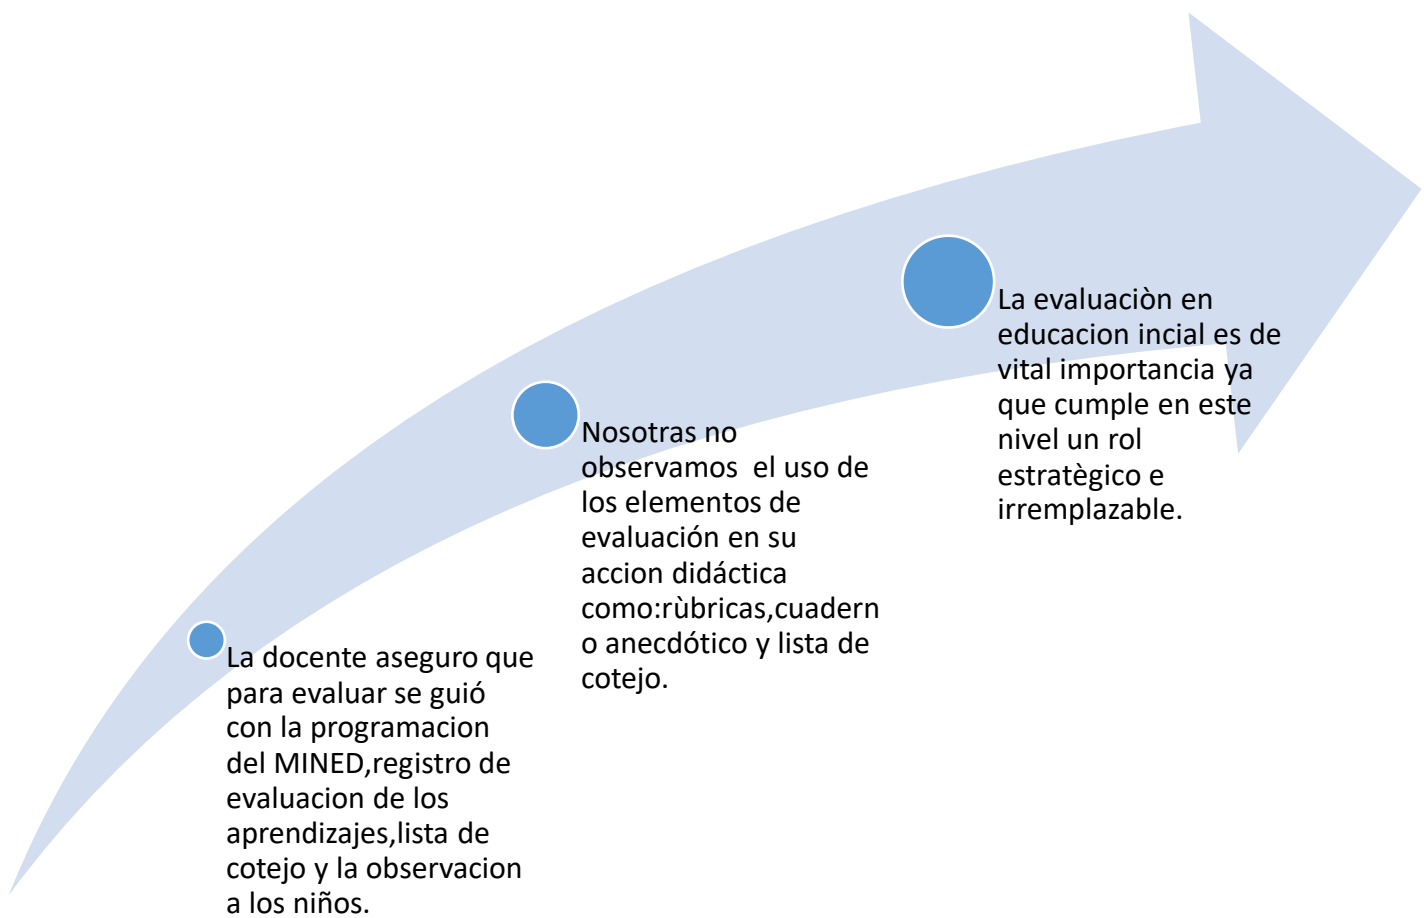 La docente aseguro que
para evaluar se guió
con la programacion
del MINED,registro de
evaluacion de los
aprendizajes,lista de
cotejo y la observacion
a los niños.
Nosotras no
observamos  el uso de
los elementos de
evaluación en su
accion didáctica
como:rùbricas,cuadern
o anecdótico y lista de
cotejo.
La evaluaciòn en
educacion incial es de
vital importancia ya
que cumple en este
nivel un rol
estratègico e
irremplazable.